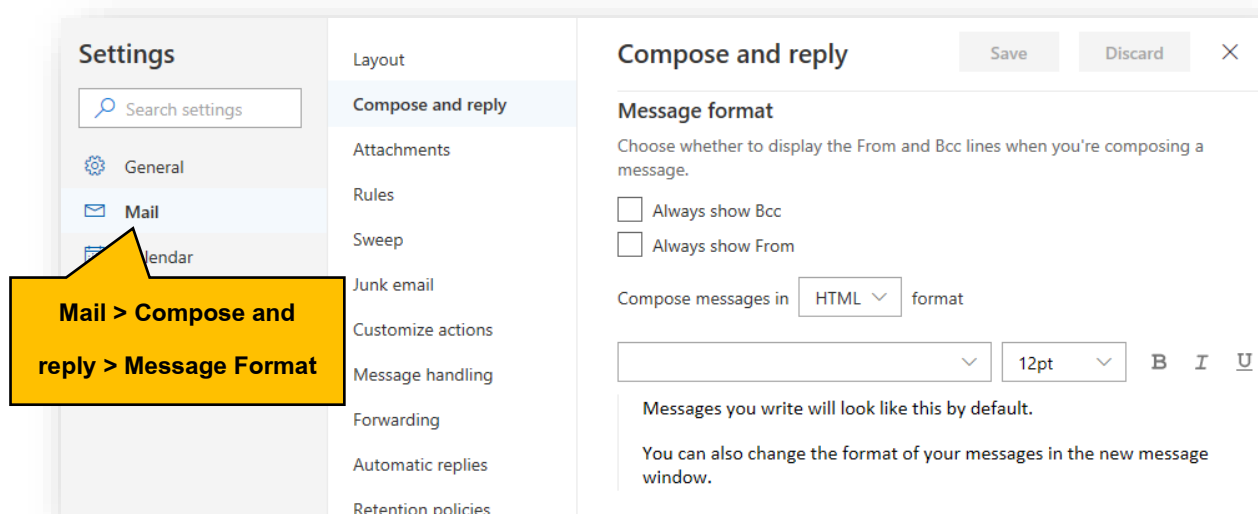 Settings
Search settings
General
Mail
lendar
Mail > Compose and
reply > Message Format
Layout
Compose and reply
Attachments
Rules
Sweep
Junk email
Customize actions
Message handling
Forwarding
Automatic replies
Retention policies
Compose and reply
Save
Discard
Message format
Choose whether to display the From and Bcc lines when you're composing a
message.
Always show Bcc
Always show From
Compose messages in HTML format
12pt B I U
Messages you write will look like this by default.
You can also change the format of your messages in the new message
window.